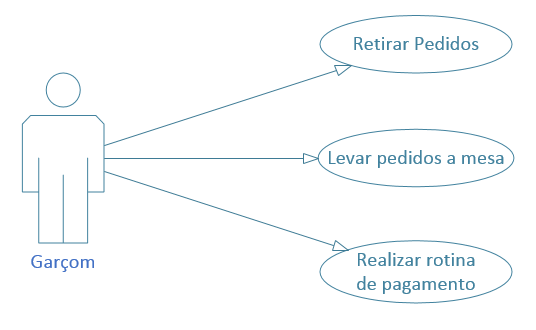 Retirar Pedidos
Levar pedidos a mesa
Garçom
Realizar rotina
de pagamento